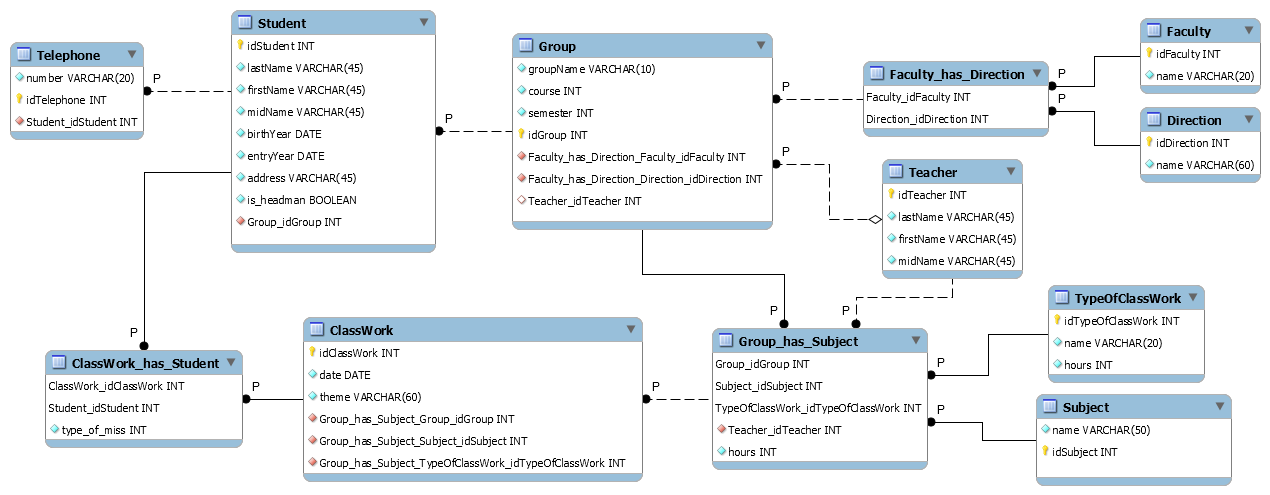 Telephone
number VARCHAR(20)
idTelephone INT
Student_idStudent INT
P
Student
idStudent INT
lastName VARCHAR(45)
firstName VARCHAR(45)
midName VARCHAR(45)
birthYear DATE
entryYear DATE
address VARCHAR(45)
is_headman BOOLEAN
Group_idGroup INT
P
Group
groupName VARCHAR(10)
course INT
semester INT
idGroup INT
Faculty_has_Direction_Faculty_idFaculty INT
Faculty_has_Direction_Direction_idDirection INT
Teacher_idTeacher INT
P
P
Faculty_has_Direction
Faculty_idFaculty INT
Direction_idDirection INT
P
P
Faculty
idFaculty INT
name VARCHAR(20)
Direction
idDirection INT
name VARCHAR(60)
Teacher
idTeacher INT
lastName VARCHAR(45)
firstName VARCHAR(45)
midName VARCHAR(45)
P
ClassWork_has_Student
ClassWork_idClassWork INT
Student_idStudent INT
type_of_miss INT
P
ClassWork
idClassWork INT
date DATE
theme VARCHAR(60)
Group_has_Subject_Group_idGroup INT
Group_has_Subject_Subject_idSubject INT
Group_has_Subject_TypeOfClassWork_idTypeOfClassWork INT
P
P
P
Group_has_Subject
Group_idGroup INT
Subject_idSubject INT
TypeOfClassWork_idTypeOfClassWork INT
Teacher_idTeacher INT
hours INT
P
P
TypeOfClassWork
idTypeOfClassWork INT
name VARCHAR(20)
hours INT
Subject
name VARCHAR(50)
idSubject INT